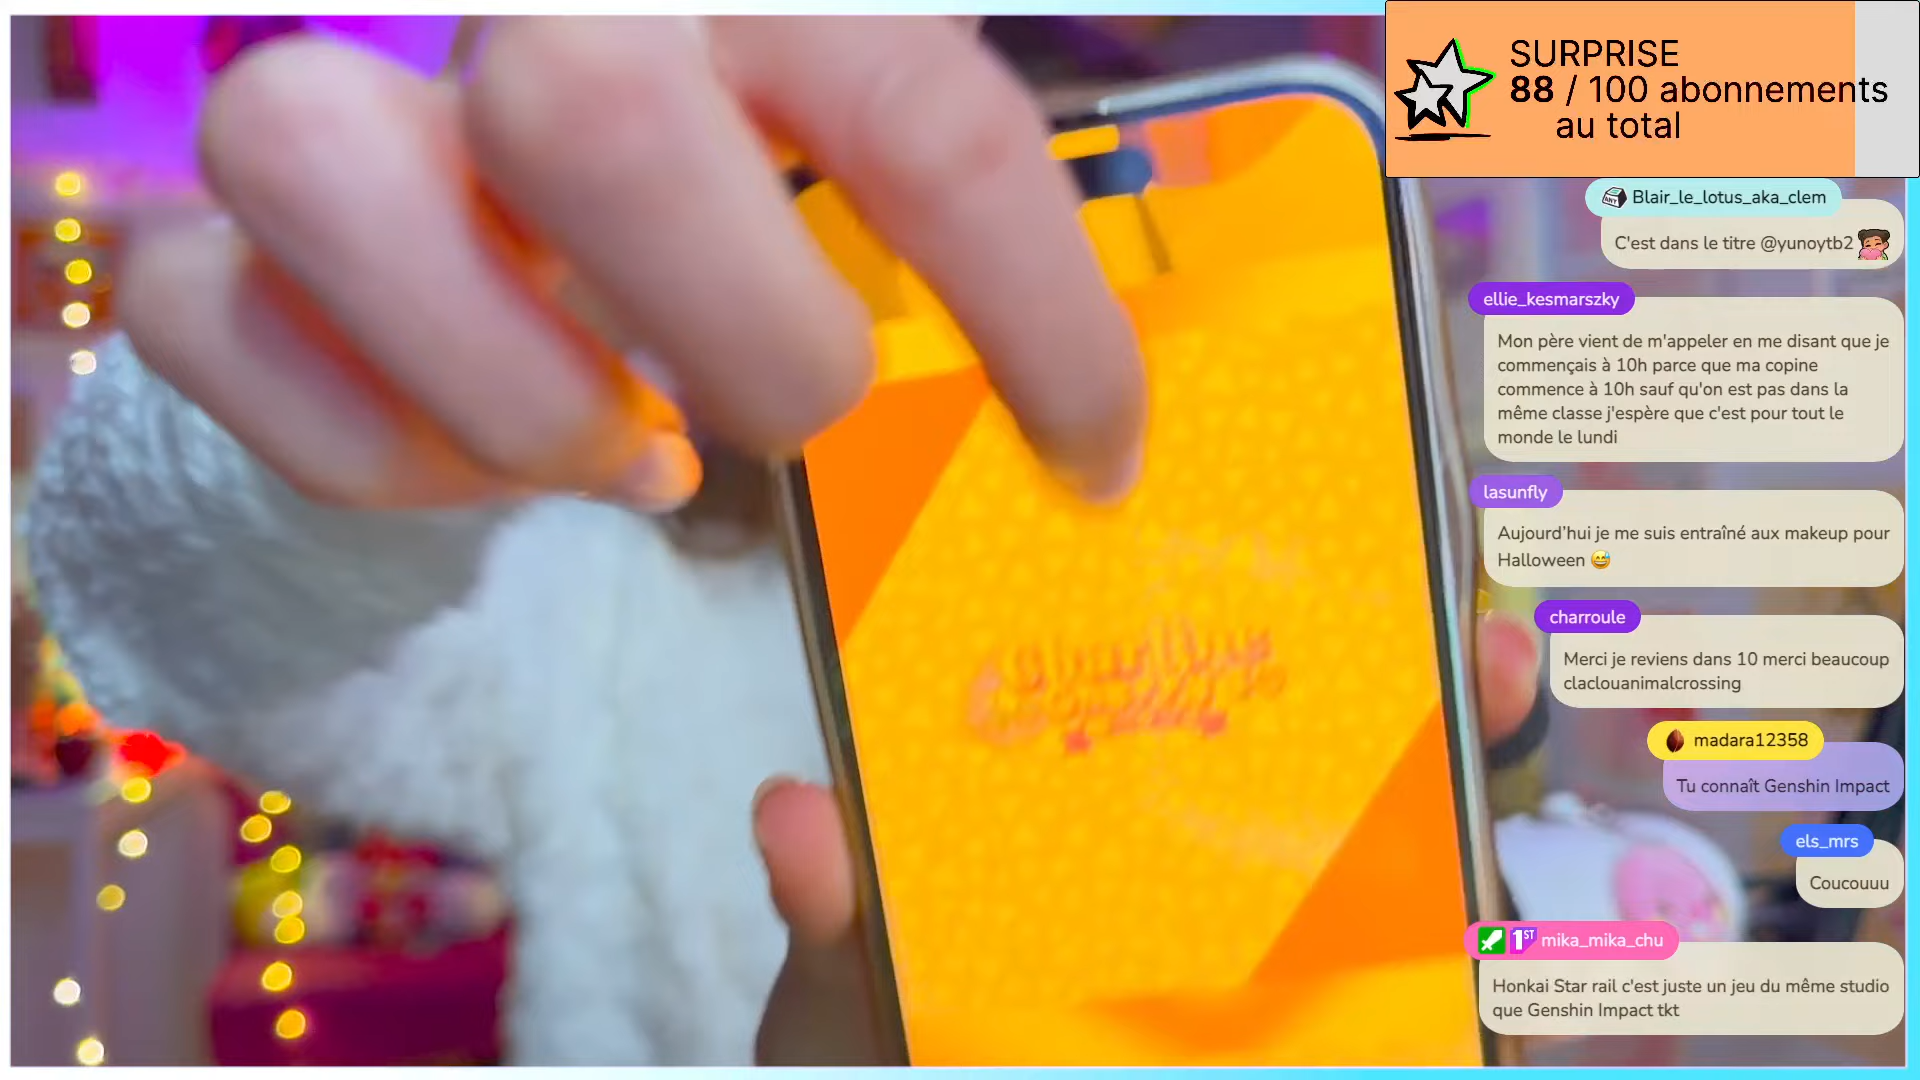 SURPRISE
88 / 100 abonnements
au total
Blair_le_lotus_aka_clem
C'est dans le titre @yunoytb2
ellie_kesmarszky
Mon père vient de m'appeler en me disant que je
commençais à 10h parce que ma copine
commence à 10h sauf qu'on est pas dans la
même classe j'espère que c'est pour tout le
monde le lundi
lasunfly
Aujourd'hui je me suis entraîné aux makeup pour
Halloween 😅
charroule
Merci je reviens dans 10 merci beaucoup
claclouanimalcrossing
madara12358
Tu connaît Genshin Impact
els_mrs
Coucouuu
1ST mika_mika_chu
Honkai Star rail c'est juste un jeu du même studio
que Genshin Impact tkt